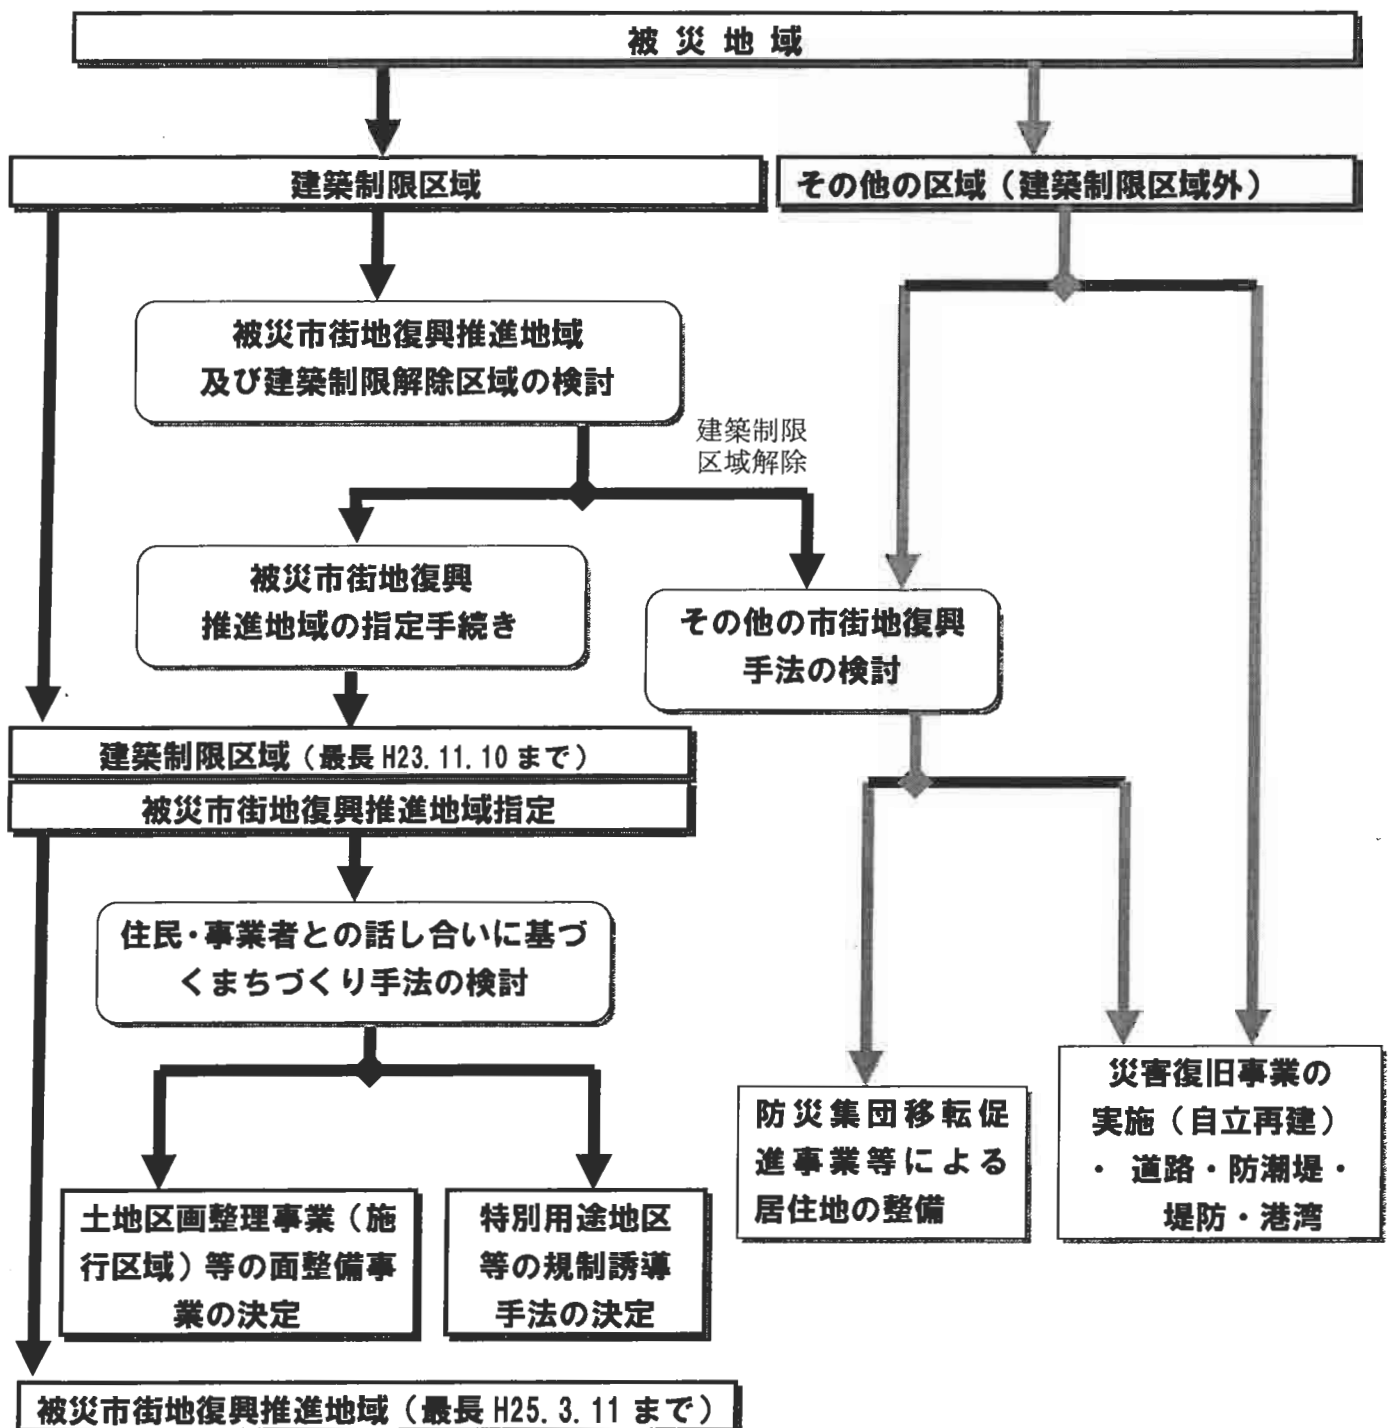 被災地域
建築制限区域
その他の区域（建築制限区域外）
被災市街地復興推進地域
及び建築制限解除区域の検討
建築制限
区域解除
被災市街地復興
推進地域の指定手続き
その他の市街地復興
手法の検討
建築制限区域（最長 H23.11.10 まで）
被災市街地復興推進地域指定
住民・事業者との話し合いに基づ
くまちづくり手法の検討
土地区画整理事業（施
行区域）等の面整備事
業の決定
特別用途地区
等の規制誘導
手法の決定
防災集団移転促
進事業等による
居住地の整備
災害復旧事業の
実施（自立再建）
・ 道路・防潮堤・
堤防・港湾
被災市街地復興推進地域（最長 H25.3.11 まで）